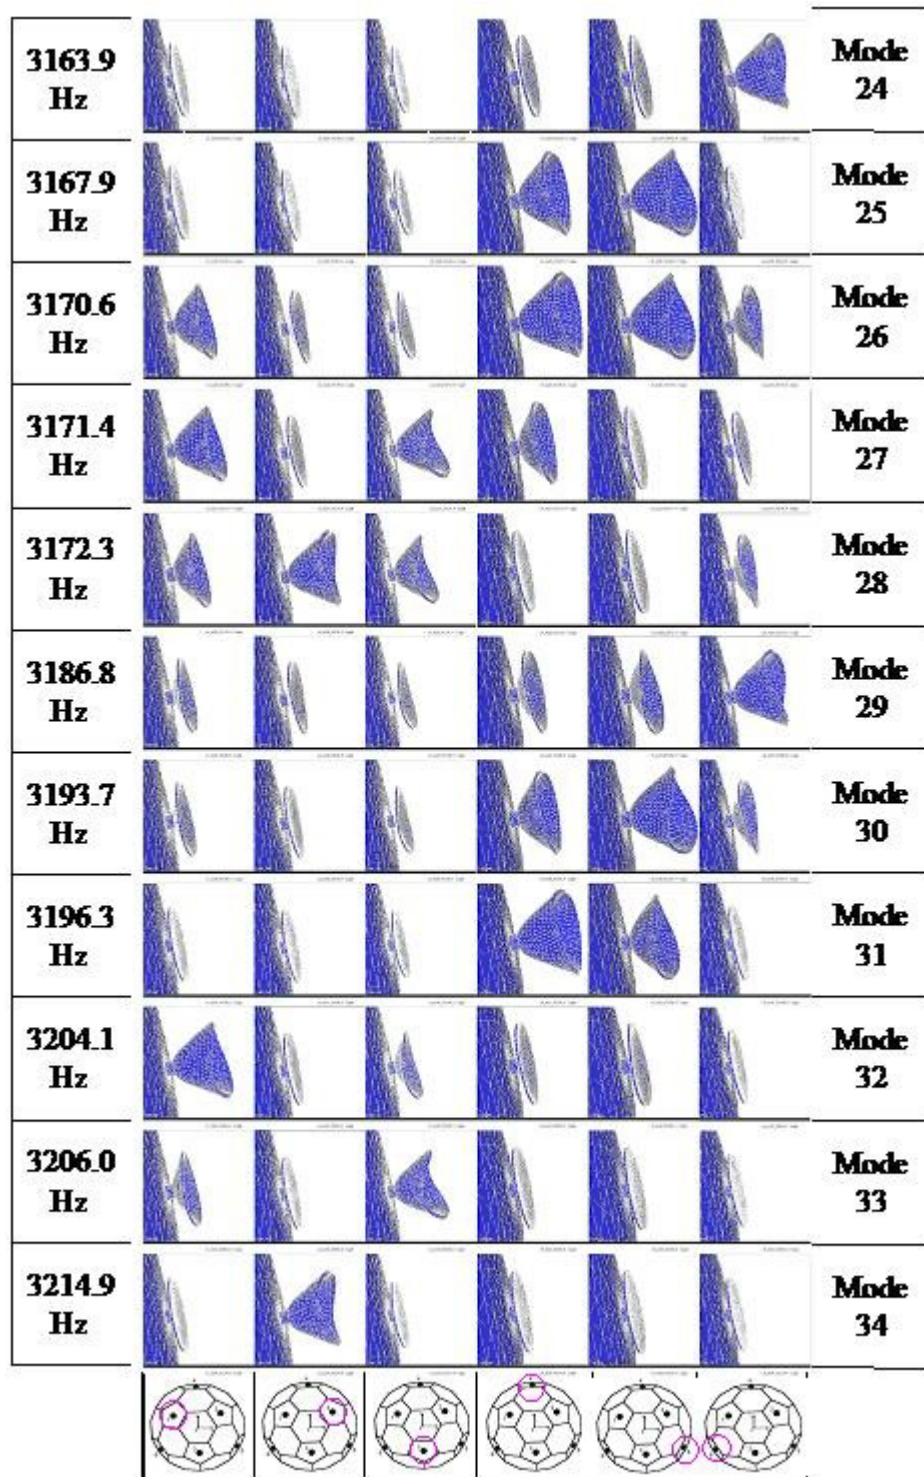 3163.9
Hz
Mode
24
3167.9
Hz
Mode
25
3170.6
Hz
Mode
26
3171.4
Hz
Mode
27
3172.3
Hz
Mode
28
3186.8
Hz
Mode
29
3193.7
Hz
Mode
30
3196.3
Hz
Mode
31
3204.1
Hz
Mode
32
3206.0
Hz
Mode
33
3214.9
Hz
Mode
34